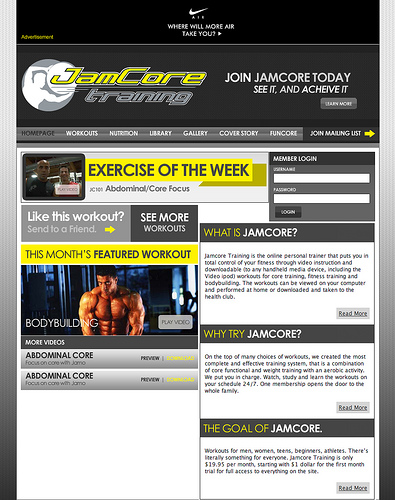 AIR
WHERE WILL MORE AIR
TAKE YOU?
Advertisement
JamCore
training
JOIN JAMCORE TODAY
SEE IT, AND ACHEIVE IT
LEARN MORE
HOMEPAGE WORKOUTS NUTRITION LIBRARY GALLERY COVER STORY FUNCORE JOIN MAILING LIST
PLAY VIDEO
EXERCISE OF THE WEEK
JC101 Abdominal/Core Focus
MEMBER LOGIN
USERNAME
PASSWORD
LOGIN
Like this workout?
Send to a Friend.
SEE MORE
WORKOUTS
THIS MONTH'S FEATURED WORKOUT
BODYBUILDING
PLAY VIDEO
MORE VIDEOS
ABDOMINAL CORE
Focus on core with Jamo
PREVIEW | DOWNLOAD
ABDOMINAL CORE
Focus on core with Jamo
PREVIEW | DOWNLOAD
WHAT IS JAMCORE?
Jamcore Training is the online personal trainer that puts you in
total control of your fitness through video instruction and
downloadable (to any handheld media device, including the
Video ipod) workouts for core training, fitness training and
bodybuilding. The workouts can be viewed on your computer
and performed at home or downloaded and taken to the
health club.
Read More
WHY TRY JAMCORE?
On the top of many choices of workouts, we created the most
complete and effective training system, that is a combination
of core functional and weight training with an aerobic activity.
We put you in charge. Watch, study and learn the workouts on
your schedule 24/7. One membership opens the door to the
whole family.
Read More
THE GOAL OF JAMCORE.
Workouts for men, women, teens, beginners, athletes. There's
literally something for everyone. Jamcore Training is only
$19.95 per month, starting with $1 dollar for the first month
trial for full access to everything on the site.
Read More